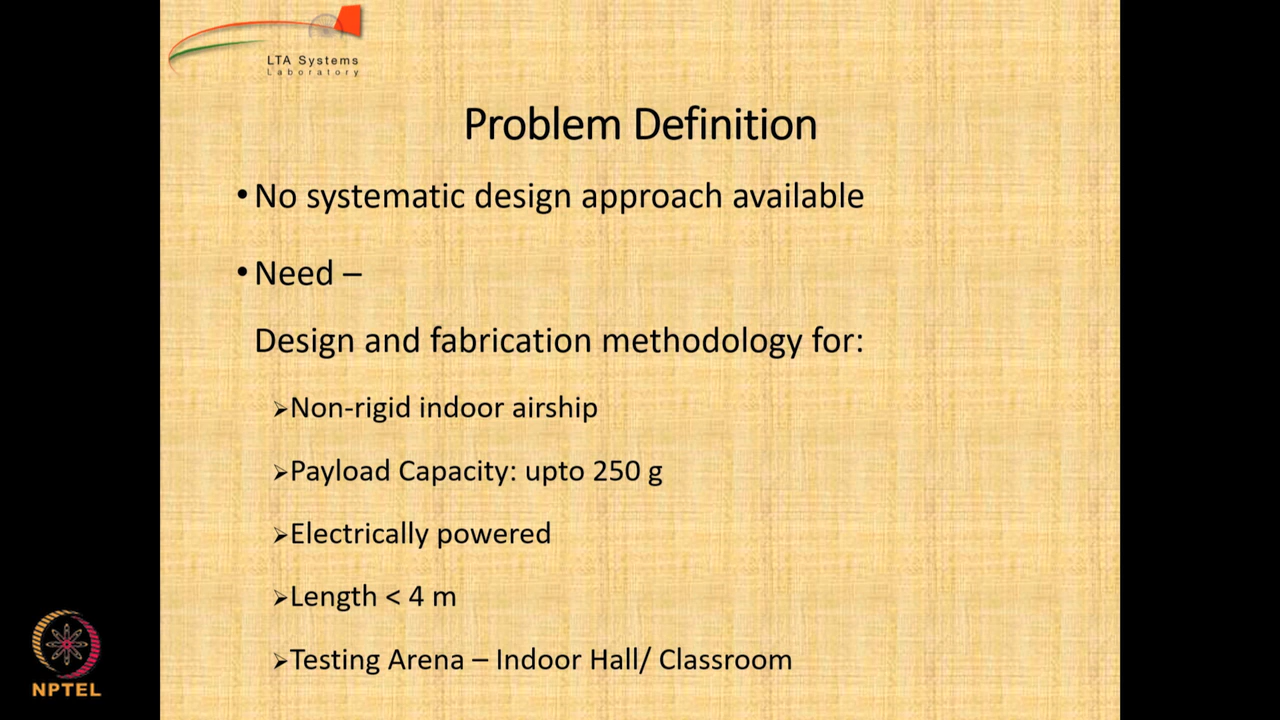 LTA Systems
Laboratory
Problem Definition
• No systematic design approach available
• Need –
Design and fabrication methodology for:
➢Non-rigid indoor airship
➢Payload Capacity: upto 250 g
➢Electrically powered
➢Length < 4 m
➢Testing Arena – Indoor Hall/ Classroom
NPTEL